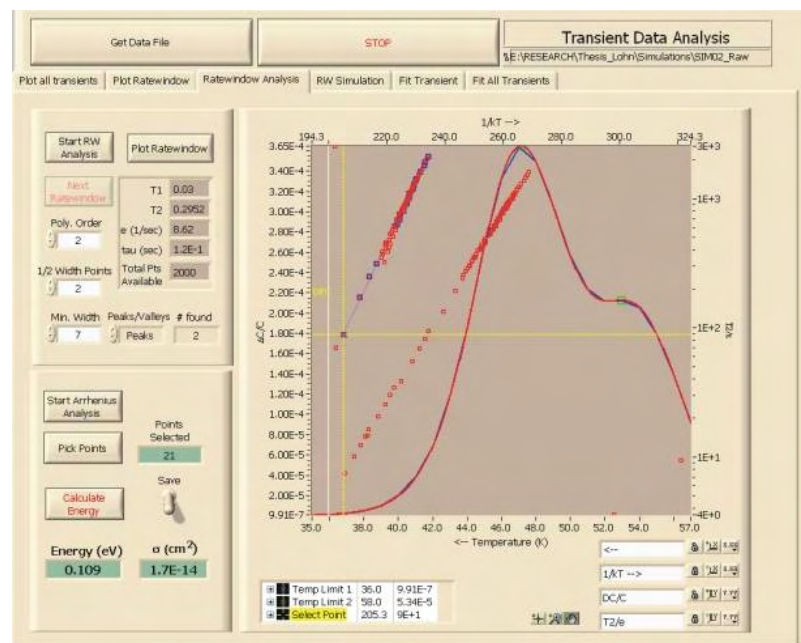 Get Data File
STOP
Transient Data Analysis
E:\RESEARCH\Thesis_Lohn\Simulations\SIM02_Raw
Plot all transients
Plot Ratewindow
Ratewindow Analysis
RW Simulation
Fit Transient
Fit All Transients
Start RW
Analysis
Plot Ratewindow
Next
Ratewindow
T1 0.03
T2 0.2952
Poly. Order
2
e (1/sec) 8.62
tau (sec) 1.2E-1
1/2 Width Points
2
Total Pts
Available
2000
Min. Width
7
Peaks/Valleys
Peaks
# found
2
Start Arrhenius
Analysis
Pick Points
Points
Selected
21
Calculate
Energy
Save
Energy (eV)
0.109
σ (cm²)
1.7E-14
1/kT -->
194.3 220.0 240.0 260.0 280.0 300.0 324.3
3.65E-4
3.40E-4
3.20E-4
3.00E-4
2.80E-4
2.60E-4
2.40E-4
2.20E-4
2.00E-4
1.80E-4
1.60E-4
1.40E-4
1.20E-4
1.00E-4
8.00E-5
6.00E-5
4.00E-5
2.00E-5
9.91E-7
ΔC/C
3E+3
1E+3
1E+2
1E+1
4E+0
T2/e
35.0 38.0 40.0 42.0 44.0 46.0 48.0 50.0 52.0 54.0 57.0
<-- Temperature (K)
Temp Limit 1 36.0 9.91E-7
Temp Limit 2 58.0 5.34E-5
Select Point 205.3 9E+1
<--
1/kT -->
DC/C
T2/e